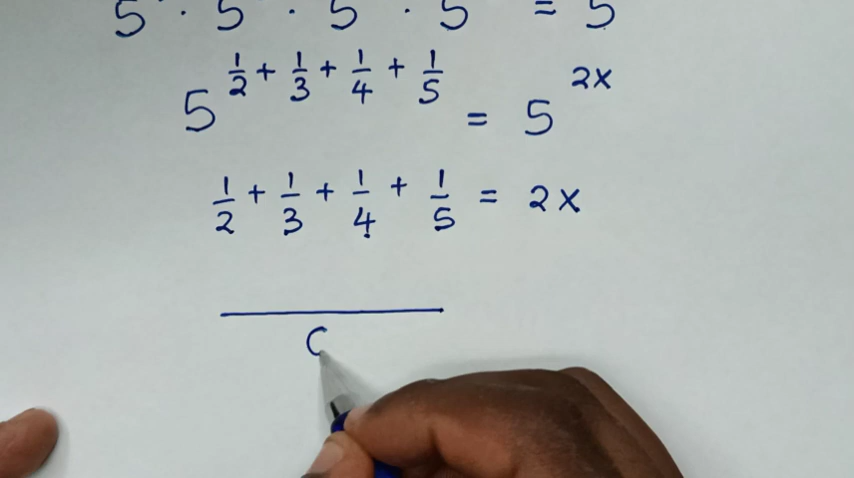 5 · 5 · 5 · 5 = 5
5^{1/2 + 1/3 + 1/4 + 1/5} = 5^{2x}
1/2 + 1/3 + 1/4 + 1/5 = 2x